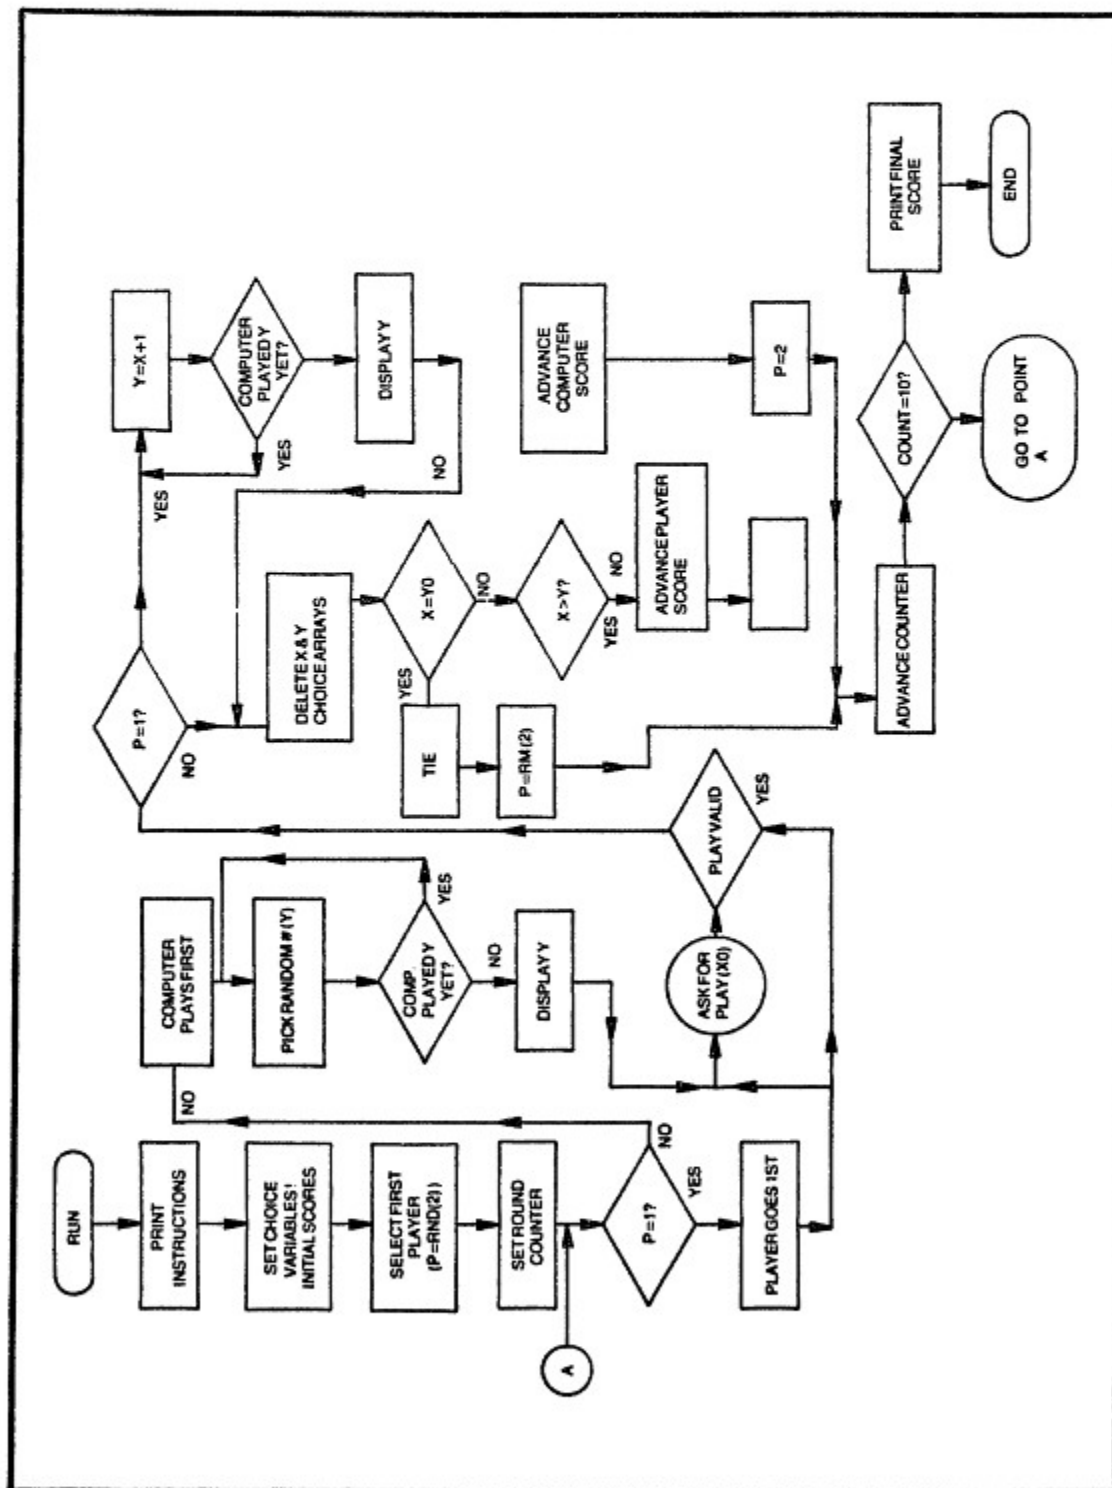 RUN
PRINT
INSTRUCTIONS
SET CHOICE
VARIABLES!
INITIAL SCORES
SELECT FIRST
PLAYER
(P=RND(2))
SET ROUND
COUNTER
A
P=1?
NO
YES
PLAYER GOES 1ST
COMPUTER
PLAYS FIRST
PICK RANDOM # (Y)
COMP.
PLAYED Y
YET?
YES
NO
DISPLAY Y
ASK FOR
PLAY (X0)
PLAY VALID
YES
P=1?
NO
YES
DELETE X & Y
CHOICE ARRAYS
X=Y0
YES
NO
TIE
P=RM(2)
X>Y?
YES
NO
ADVANCE PLAYER
SCORE
Y=X+1
COMPUTER
PLAYED Y
YET?
YES
DISPLAY Y
NO
ADVANCE
COMPUTER
SCORE
P=2
ADVANCE COUNTER
COUNT=10?
GO TO POINT
A
PRINT FINAL
SCORE
END